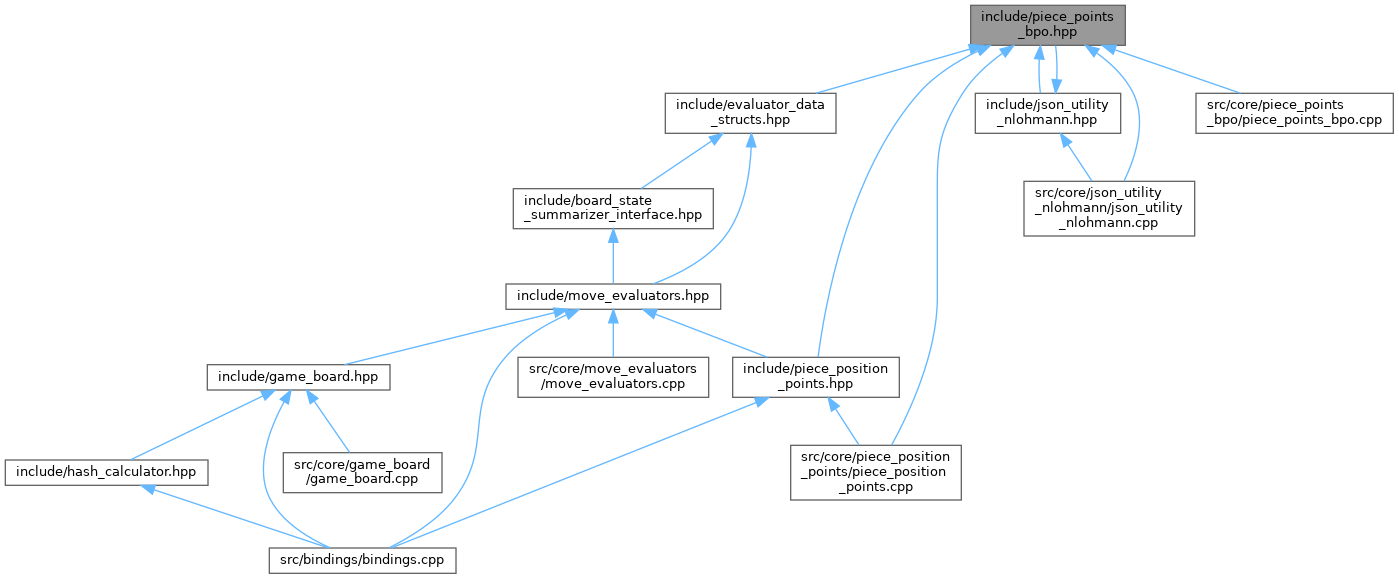 include/piece_points
_bpo.hpp
include/evaluator_data
_structs.hpp
include/json_utility
_nlohmann.hpp
src/core/piece_points
_bpo/piece_points_bpo.cpp
include/board_state
_summarizer_interface.hpp
src/core/json_utility
_nlohmann/json_utility
_nlohmann.cpp
include/move_evaluators.hpp
include/game_board.hpp
src/core/move_evaluators
/move_evaluators.cpp
include/piece_position
_points.hpp
include/hash_calculator.hpp
src/core/game_board
/game_board.cpp
src/core/piece_position
_points/piece_position
_points.cpp
src/bindings/bindings.cpp